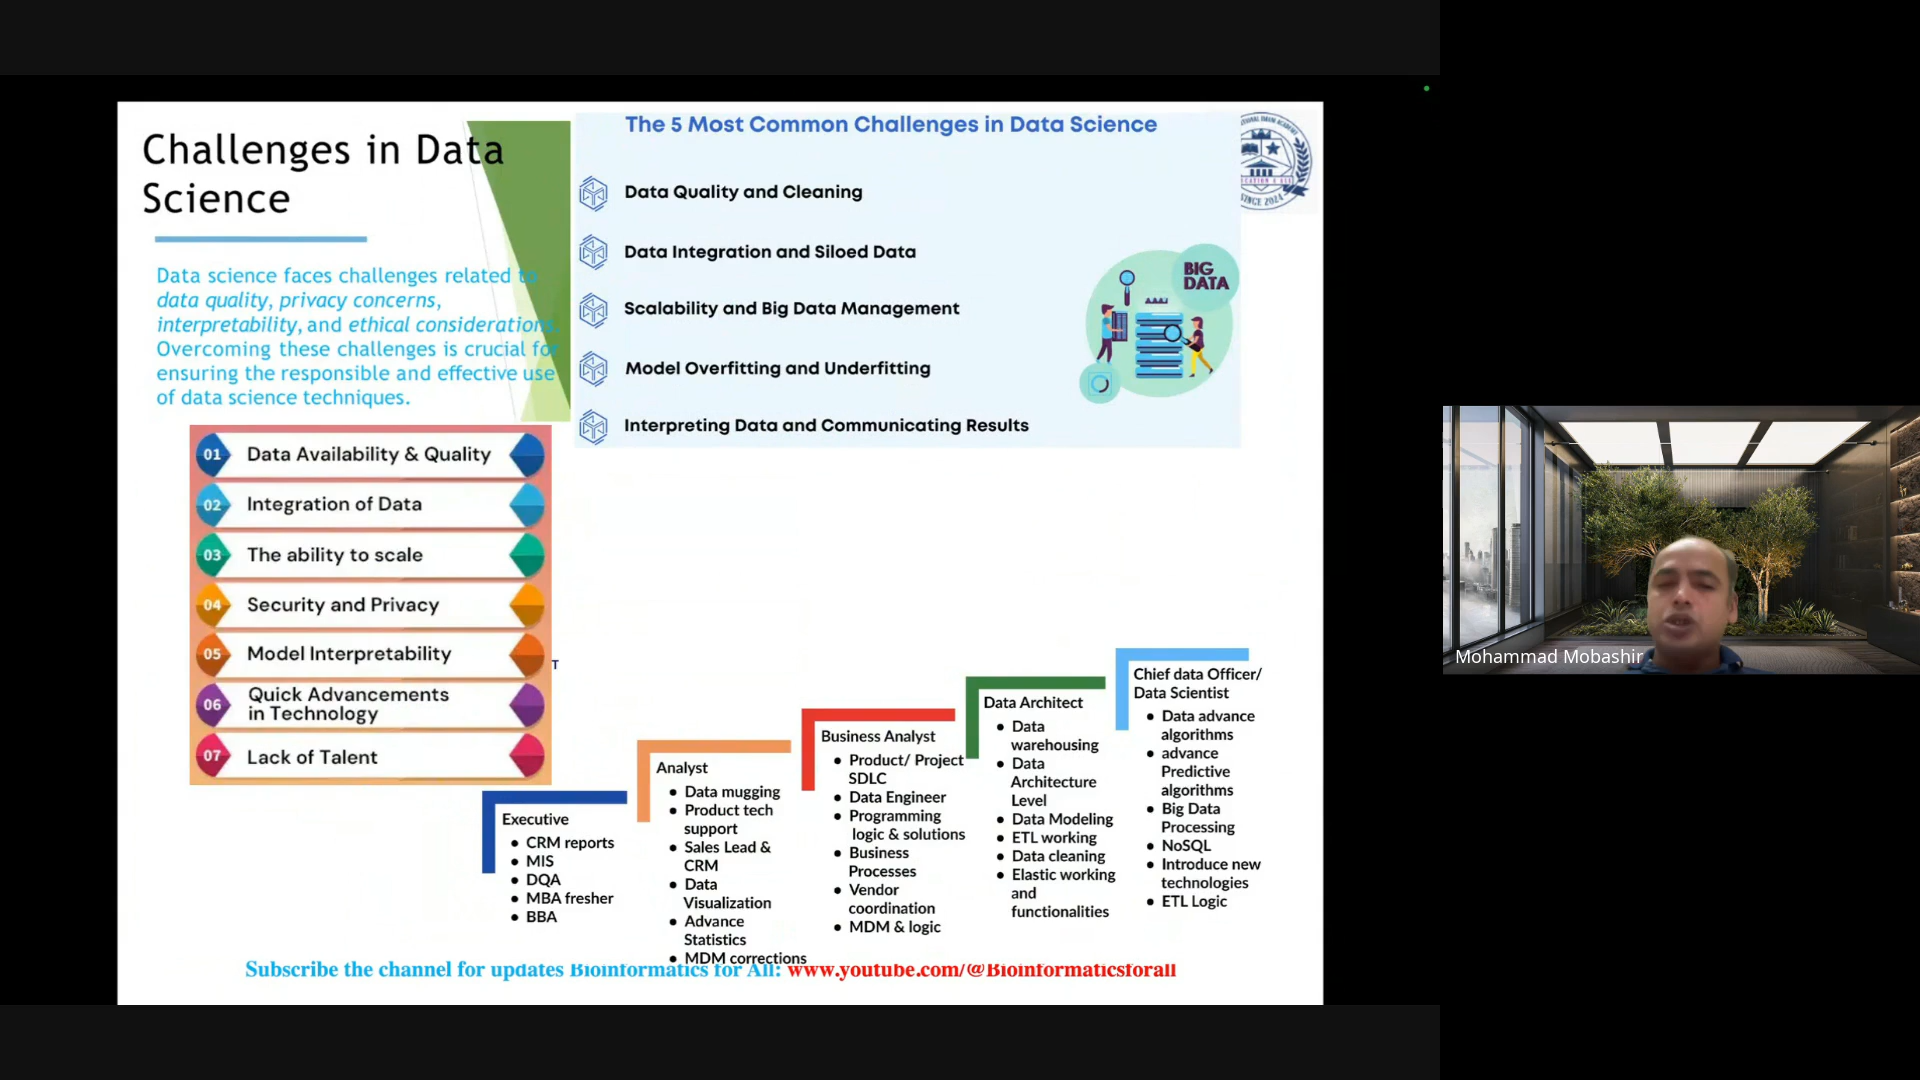 Challenges in Data
Science
Data science faces challenges related to
data quality, privacy concerns,
interpretability, and ethical considerations.
Overcoming these challenges is crucial for
ensuring the responsible and effective use
of data science techniques.
The 5 Most Common Challenges in Data Science
Data Quality and Cleaning
Data Integration and Siloed Data
Scalability and Big Data Management
Model Overfitting and Underfitting
Interpreting Data and Communicating Results
BIG
DATA
SINCE 2024
01 Data Availability & Quality
02 Integration of Data
03 The ability to scale
04 Security and Privacy
05 Model Interpretability
06 Quick Advancements
in Technology
07 Lack of Talent
T
Executive
• CRM reports
• MIS
• DQA
• MBA fresher
• BBA
Analyst
• Data mugging
• Product tech
support
• Sales Lead &
CRM
• Data
Visualization
• Advance
Statistics
• MDM corrections
Business Analyst
• Product/ Project
SDLC
• Data Engineer
• Programming
logic & solutions
• Business
Processes
• Vendor
coordination
• MDM & logic
Data Architect
• Data
warehousing
• Data
Architecture
Level
• Data Modeling
• ETL working
• Data cleaning
• Elastic working
and
functionalities
Chief data Officer/
Data Scientist
• Data advance
algorithms
• advance
Predictive
algorithms
• Big Data
Processing
• NoSQL
• Introduce new
technologies
• ETL Logic
Subscribe the channel for updates Bioinformatics for All: www.youtube.com/@Bioinformaticsforall
Mohammad Mobashir